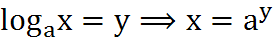 logₐx = y ⟹ x = aʸ